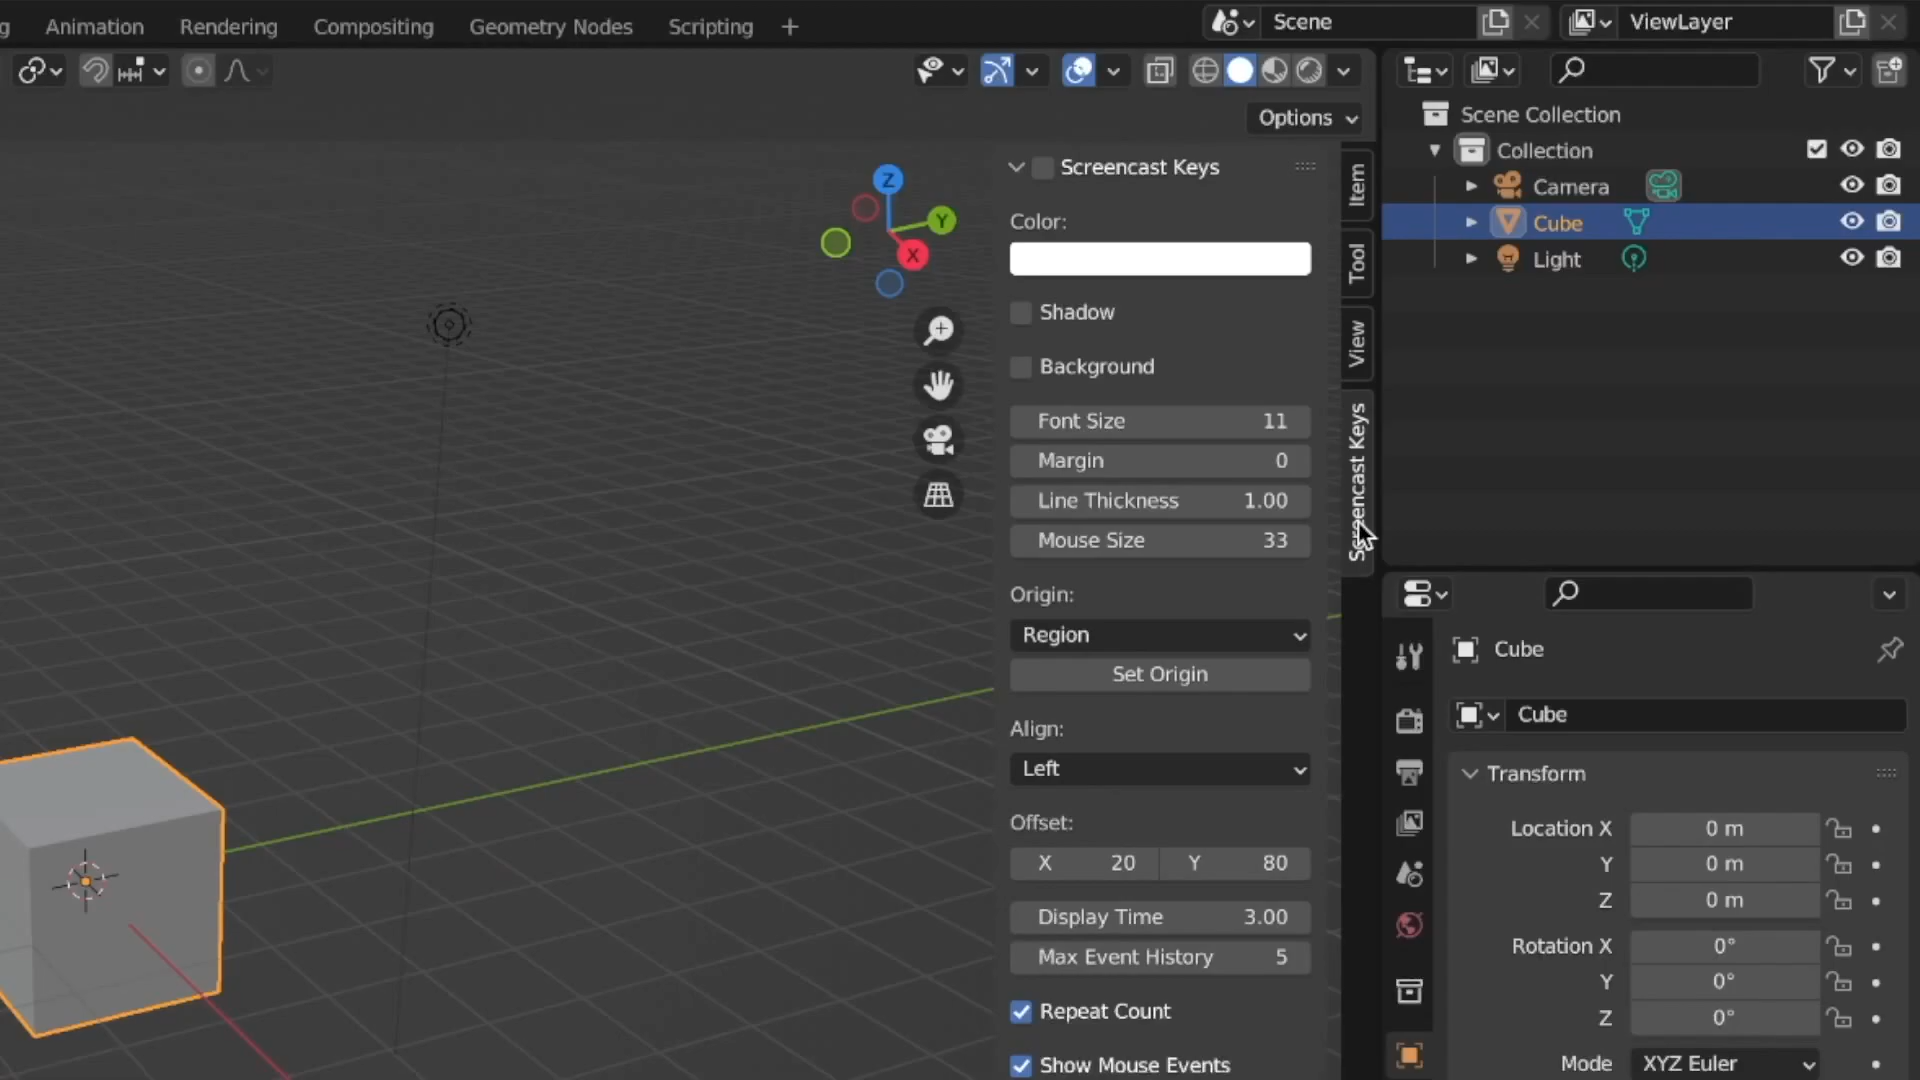 g Animation Rendering Compositing Geometry Nodes Scripting + Scene ViewLayer
Options
Z
Y
X
Screencast Keys
Color:
Shadow
Background
Font Size 11
Margin 0
Line Thickness 1.00
Mouse Size 33
Origin:
Region
Set Origin
Align:
Left
Offset:
X 20 Y 80
Display Time 3.00
Max Event History 5
Repeat Count
Show Mouse Events
Item
Tool
View
Screencast Keys
Scene Collection
Collection
Camera
Cube
Light
Cube
Cube
Transform
Location X 0 m
Y 0 m
Z 0 m
Rotation X 0°
Y 0°
Z 0°
Mode XYZ Euler